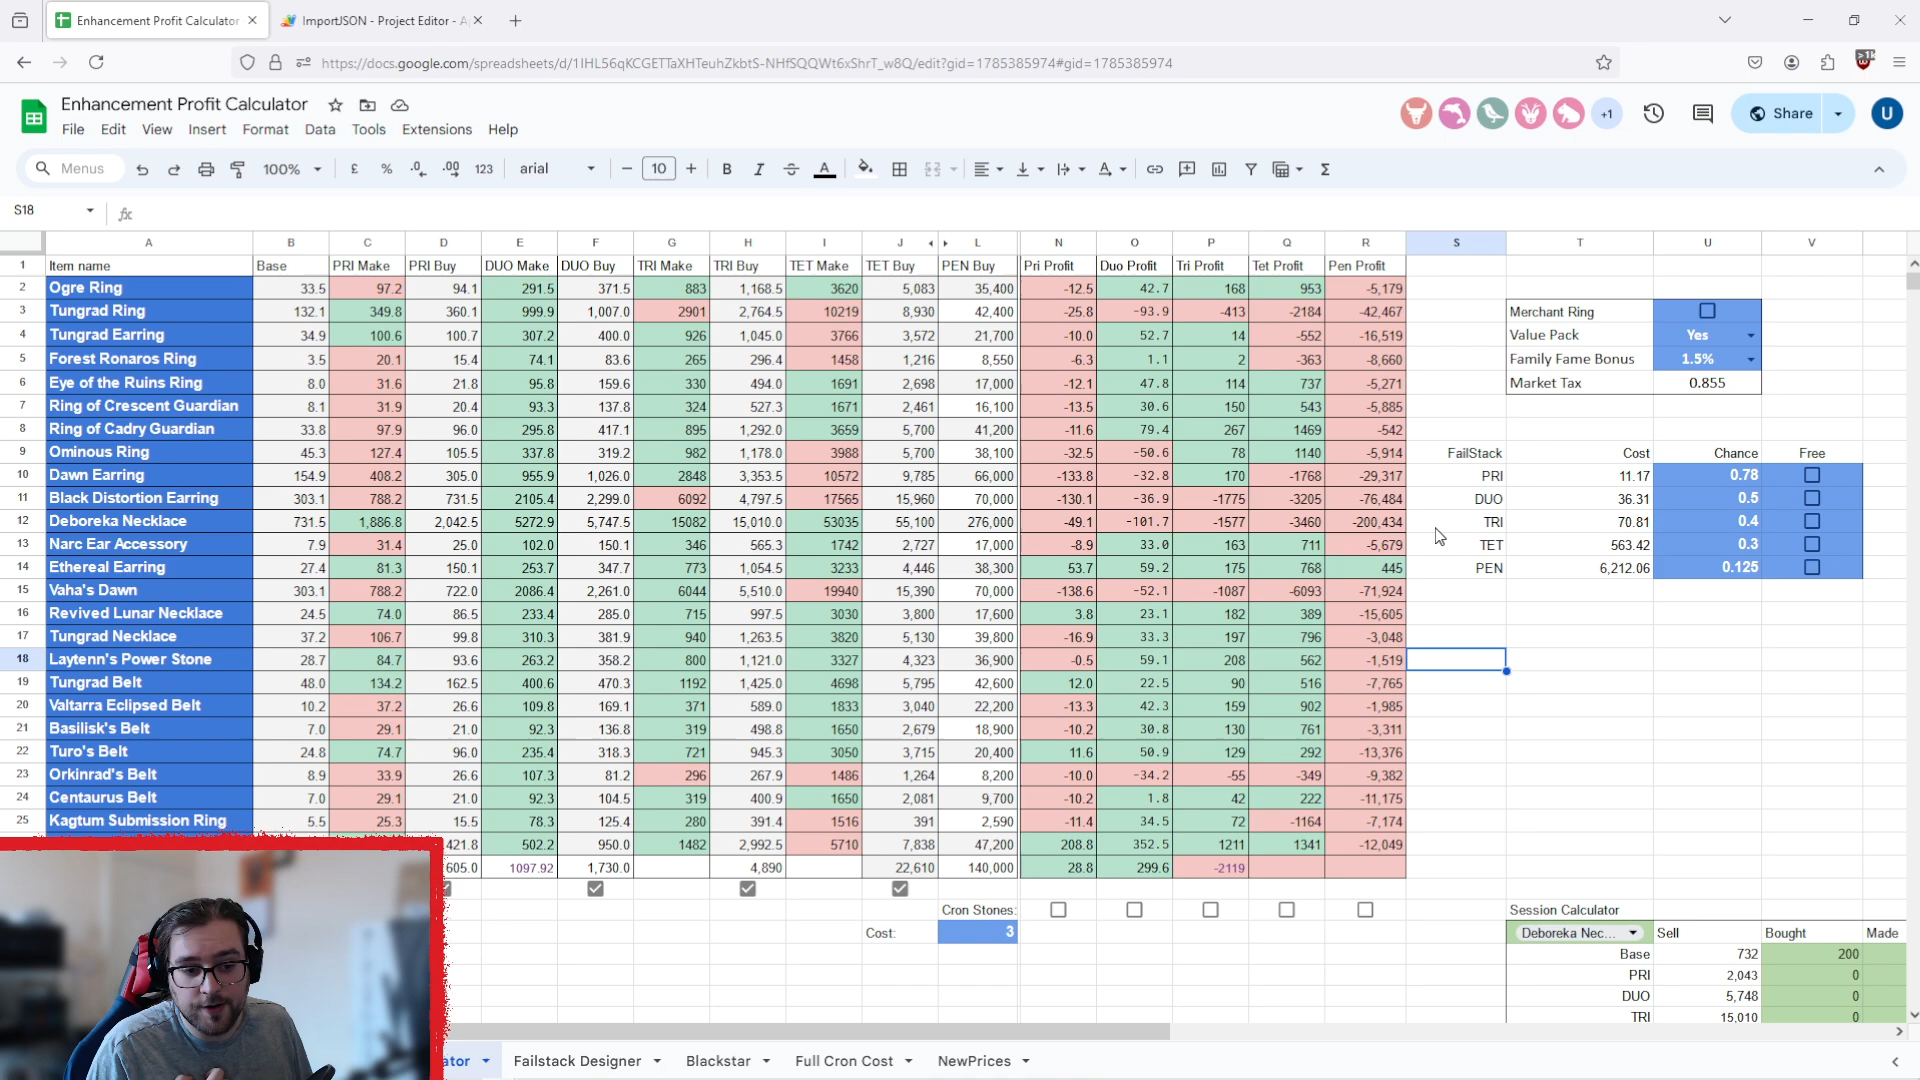 Enhancement Profit Calculator
ImportJSON - Project Editor - A
https://docs.google.com/spreadsheets/d/1IHL56qKCGETTaXHTeuhZkbtS-NHfSQQWt6xShrT_w8Q/edit?gid=1785385974#gid=1785385974
Enhancement Profit Calculator
+1 Share U
File Edit View Insert Format Data Tools Extensions Help
Menus 100% £ % .0 .00 123 arial 10 B I A
S18 fx
A B C D E F G H I J L N O P Q R S T U V
1 Item name Base PRI Make PRI Buy DUO Make DUO Buy TRI Make TRI Buy TET Make TET Buy PEN Buy Pri Profit Duo Profit Tri Profit Tet Profit Pen Profit
2 Ogre Ring 33.5 97.2 94.1 291.5 371.5 883 1,168.5 3620 5,083 35,400 -12.5 42.7 168 953 -5,179
3 Tungrad Ring 132.1 349.8 360.1 999.9 1,007.0 2901 2,764.5 10219 8,930 42,400 -25.8 -93.9 -413 -2184 -42,467 Merchant Ring
4 Tungrad Earring 34.9 100.6 100.7 307.2 400.0 926 1,045.0 3766 3,572 21,700 -10.0 52.7 14 -552 -16,519 Value Pack Yes
5 Forest Ronaros Ring 3.5 20.1 15.4 74.1 83.6 265 296.4 1458 1,216 8,550 -6.3 1.1 2 -363 -8,660 Family Fame Bonus 1.5%
6 Eye of the Ruins Ring 8.0 31.6 21.8 95.8 159.6 330 494.0 1691 2,698 17,000 -12.1 47.8 114 737 -5,271 Market Tax 0.855
7 Ring of Crescent Guardian 8.1 31.9 20.4 93.3 137.8 324 527.3 1671 2,461 16,100 -13.5 30.6 150 543 -5,885
8 Ring of Cadry Guardian 33.8 97.9 96.0 295.8 417.1 895 1,292.0 3659 5,700 41,200 -11.6 79.4 267 1469 -542
9 Ominous Ring 45.3 127.4 105.5 337.8 319.2 982 1,178.0 3988 5,700 38,100 -32.5 -50.6 78 1140 -5,914 FailStack Cost Chance Free
10 Dawn Earring 154.9 408.2 305.0 955.9 1,026.0 2848 3,353.5 10572 9,785 66,000 -133.8 -32.8 170 -1768 -29,317 PRI 11.17 0.78
11 Black Distortion Earring 303.1 788.2 731.5 2105.4 2,299.0 6092 4,797.5 17565 15,960 70,000 -130.1 -36.9 -1775 -3205 -76,484 DUO 36.31 0.5
12 Deboreka Necklace 731.5 1,886.8 2,042.5 5272.9 5,747.5 15082 15,010.0 53035 55,100 276,000 -49.1 -101.7 -1577 -3460 -200,434 TRI 70.81 0.4
13 Narc Ear Accessory 7.9 31.4 25.0 102.0 150.1 346 565.3 1742 2,727 17,000 -8.9 33.0 163 711 -5,679 TET 563.42 0.3
14 Ethereal Earring 27.4 81.3 150.1 253.7 347.7 773 1,054.5 3233 4,446 38,300 53.7 59.2 175 768 445 PEN 6,212.06 0.125
15 Vaha's Dawn 303.1 788.2 722.0 2086.4 2,261.0 6044 5,510.0 19940 15,390 70,000 -138.6 -52.1 -1087 -6093 -71,924
16 Revived Lunar Necklace 24.5 74.0 86.5 233.4 285.0 715 997.5 3030 3,800 17,600 3.8 23.1 182 389 -15,605
17 Tungrad Necklace 37.2 106.7 99.8 310.3 381.9 940 1,263.5 3820 5,130 39,800 -16.9 33.3 197 796 -3,048
18 Laytenn's Power Stone 28.7 84.7 93.6 263.2 358.2 800 1,121.0 3327 4,323 36,900 -0.5 59.1 208 562 -1,519
19 Tungrad Belt 48.0 134.2 162.5 400.6 470.3 1192 1,425.0 4698 5,795 42,600 12.0 22.5 90 516 -7,765
20 Valtarra Eclipsed Belt 10.2 37.2 26.6 109.8 169.1 371 589.0 1833 3,040 22,200 -13.3 42.3 159 902 -1,985
21 Basilisk's Belt 7.0 29.1 21.0 92.3 136.8 319 498.8 1650 2,679 18,900 -10.2 30.8 130 761 -3,311
22 Turo's Belt 24.8 74.7 96.0 235.4 318.3 721 945.3 3050 3,715 20,400 11.6 50.9 129 292 -13,376
23 Orkinrad's Belt 8.9 33.9 26.6 107.3 81.2 296 267.9 1486 1,264 8,200 -10.0 -34.2 -55 -349 -9,382
24 Centaurus Belt 7.0 29.1 21.0 92.3 104.5 319 400.9 1650 2,081 9,700 -10.2 1.8 42 222 -11,175
25 Kagtum Submission Ring 5.5 25.3 15.5 78.3 125.4 280 391.4 1516 391 2,590 -11.4 34.5 72 -1164 -7,174
421.8 502.2 950.0 1482 2,992.5 5710 7,838 47,200 208.8 352.5 1211 1341 -12,049
605.0 1097.92 1,730.0 4,890 22,610 140,000 28.8 299.6 -2119
Cron Stones: Session Calculator
Cost: 3 Deboreka Nec... Sell Bought Made
Base 732 200
PRI 2,043 0
DUO 5,748 0
TRI 15,010 0
ator Failstack Designer Blackstar Full Cron Cost NewPrices